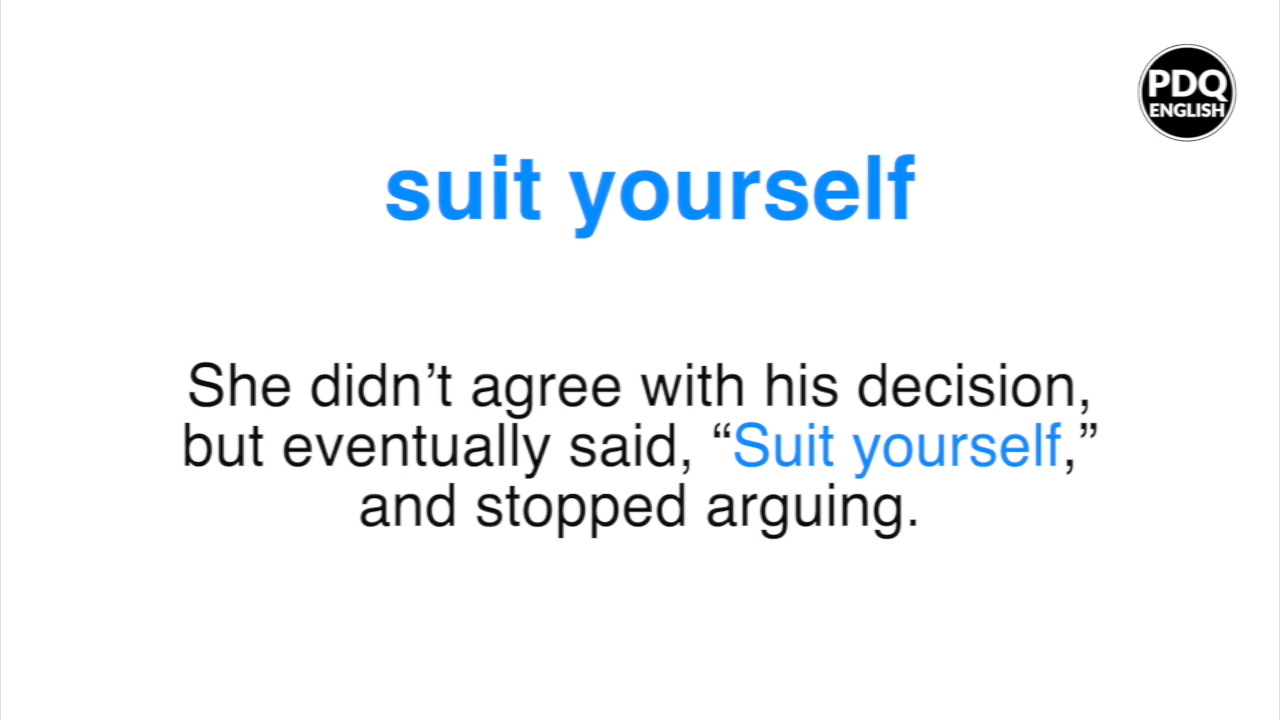 PDQ
ENGLISH
suit yourself
She didn’t agree with his decision,
but eventually said, “Suit yourself,”
and stopped arguing.